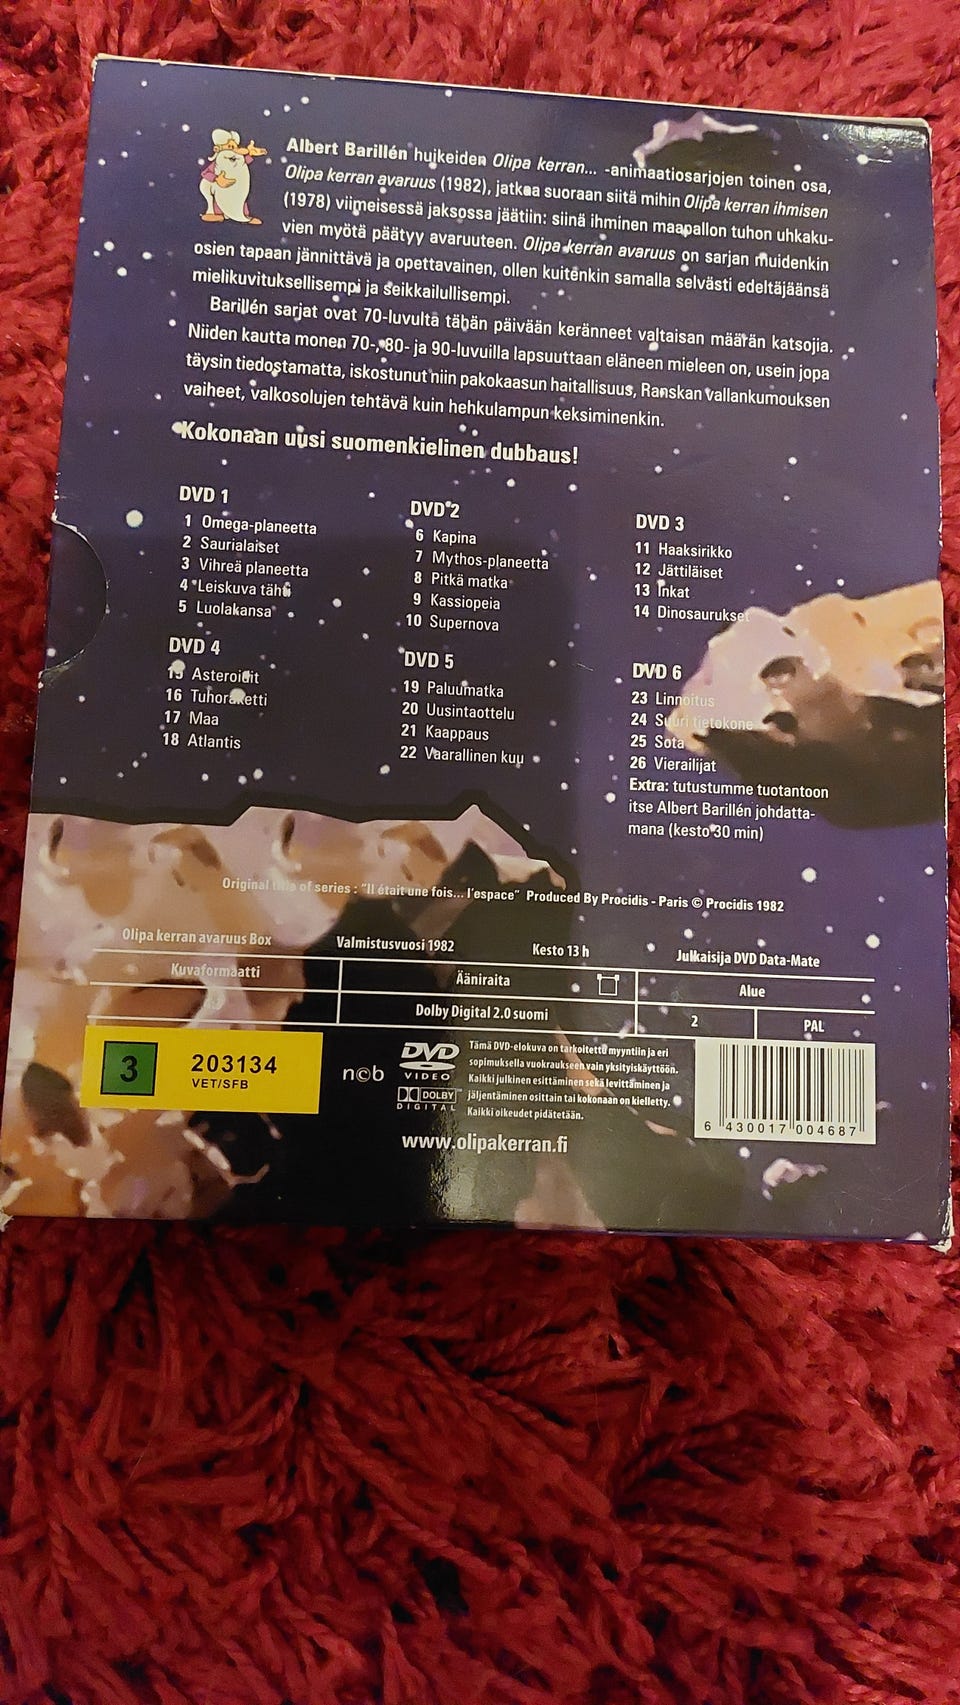 Albert Barillén hujkeiden Olipa kerran... -animaatiosarjojen toinen osa,
Olipa kerran avaruus (1982), jatkaa suoraan siitä mihin Olipa kerran ihmisen
(1978) viimeisessä jaksossa jäätiin: siinä ihminen maapallon tuhon uhkaku-
vien myötä päätyy avaruuteen. Olipa kerran avaruus on sarjan muidenkin
osien tapaan jännittävä ja opettavainen, ollen kuitenkin samalla selvästi edeltäjäänsä
mielikuvituksellisempi ja seikkailullisempi.
Barillén sarjat ovat 70-luvulta tähän päivään keränneet valtaisan määrän katsojia.
Niiden kautta monen 70-, 80- ja 90-luvuilla lapsuuttaan eläneen mieleen on, usein jopa
täysin tiedostamatta, iskostunut niin pakokaasun haitallisuus, Ranskan vallankumouksen
vaiheet, valkosolujen tehtävä kuin hehkulampun keksiminenkin.
Kokonaan uusi suomenkielinen dubbaus!
DVD 1
1 Omega-planeetta
2 Saurialaiset
3 Vihreä planeetta
4 Leiskuva tähti
5 Luolakansa
DVD 2
6 Kapina
7 Mythos-planeetta
8 Pitkä matka
9 Kassiopeia
10 Supernova
DVD 3
11 Haaksirikko
12 Jättiläiset
13 Inkat
14 Dinosaurukset
DVD 4
15 Asteroidit
16 Tuhoraketti
17 Maa
18 Atlantis
DVD 5
19 Paluumatka
20 Uusintaottelu
21 Kaappaus
22 Vaarallinen kuu
DVD 6
23 Linnoitus
24 Suuri tietokone
25 Sota
26 Vierailijat
Extra: tutustumme tuotantoon
itse Albert Barillén johdatta-
mana (kesto 30 min)
Original title of series : "Il était une fois... l'espace" Produced By Procidis - Paris © Procidis 1982
Olipa kerran avaruus Box Valmistusvuosi 1982 Kesto 13 h Julkaisija DVD Data-Mate
Kuvaformaatti Ääniraita Alue
Dolby Digital 2.0 suomi 2 PAL
3 203134
VET/SFB
ncb
DVD
VIDEO
DOLBY
DIGITAL
Tämä DVD-elokuva on tarkoitettu myyntiin ja eri
sopimuksella vuokraukseen vain yksityiskäyttöön.
Kaikki julkinen esittäminen sekä levittäminen ja
jäljentäminen osittain tai kokonaan on kielletty.
Kaikki oikeudet pidätetään.
www.olipakerran.fi
6 430017 004687